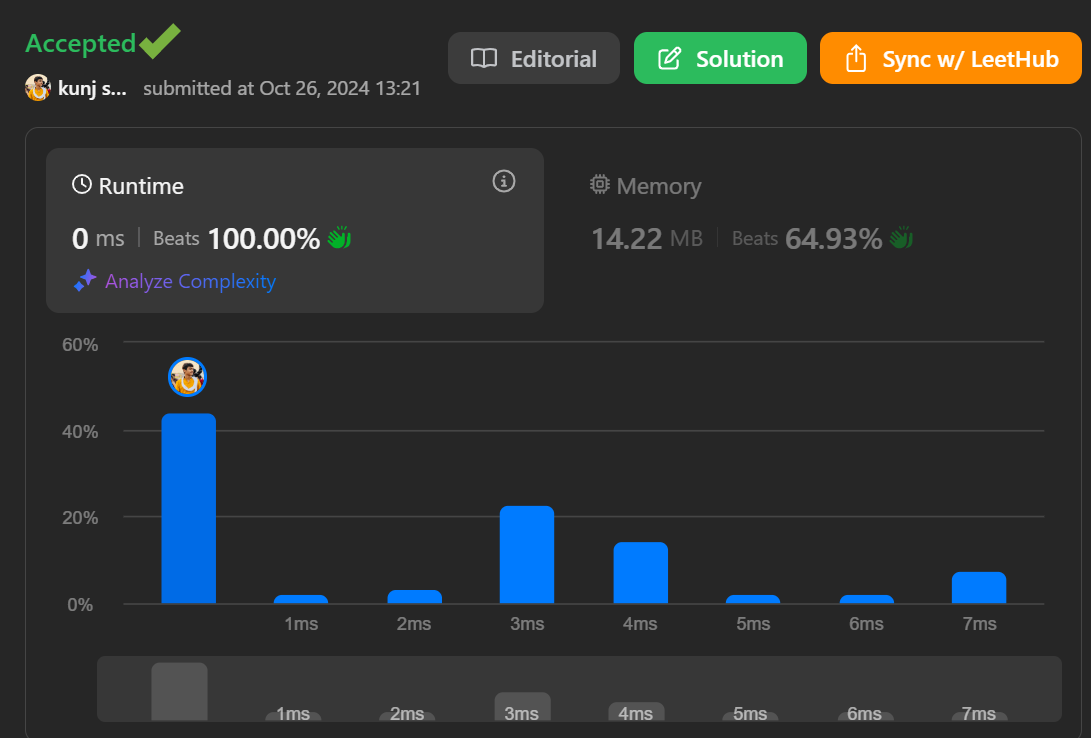 Accepted
Editorial
Solution
Sync w/ LeetHub
kunj s... submitted at Oct 26, 2024 13:21
Runtime
0 ms | Beats 100.00%
Analyze Complexity
Memory
14.22 MB | Beats 64.93%
60%
40%
20%
0%
1ms 2ms 3ms 4ms 5ms 6ms 7ms
1ms 2ms 3ms 4ms 5ms 6ms 7ms